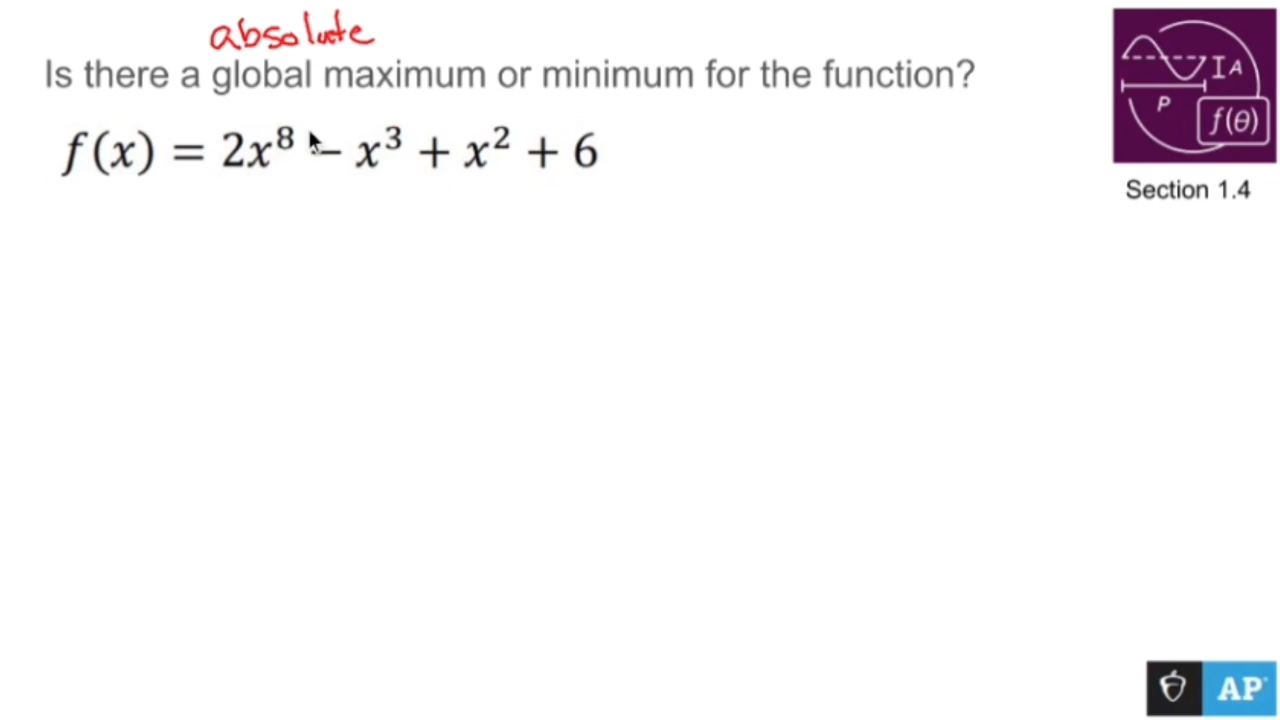 absolute
Is there a global maximum or minimum for the function?
f(x) = 2x⁸ − x³ + x² + 6
I A
P
f(θ)
Section 1.4
AP